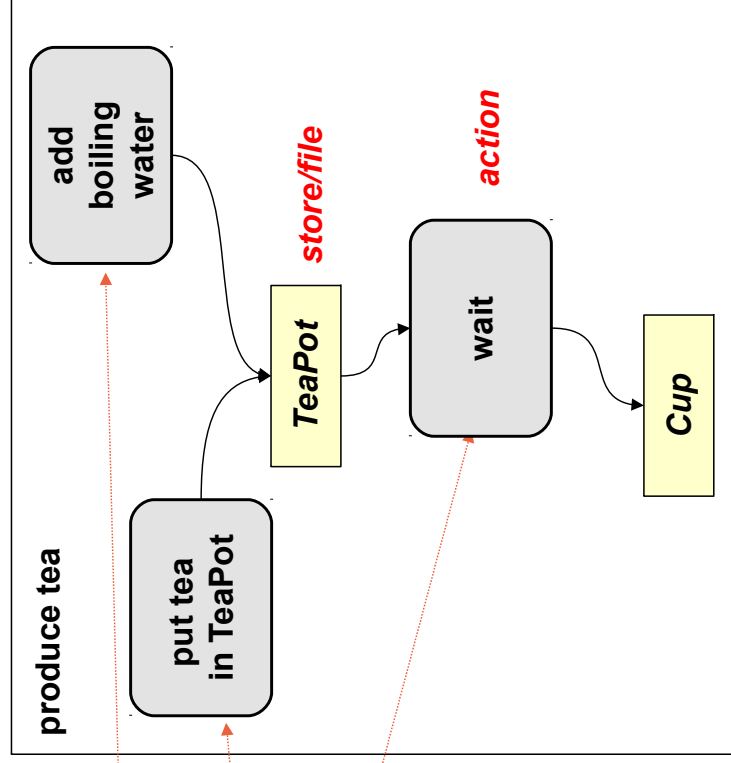 produce tea
put tea
in TeaPot
add
boiling
water
TeaPot
store/file
wait
action
Cup